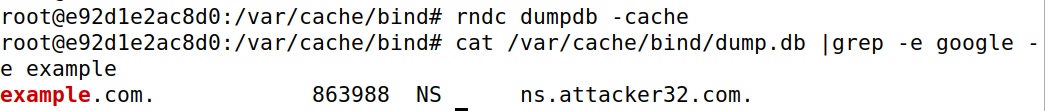 root@e92d1e2ac8d0:/var/cache/bind# rndc dumpdb -cache
root@e92d1e2ac8d0:/var/cache/bind# cat /var/cache/bind/dump.db |grep -e google -
e example
example.com.            863988  NS      ns.attacker32.com.